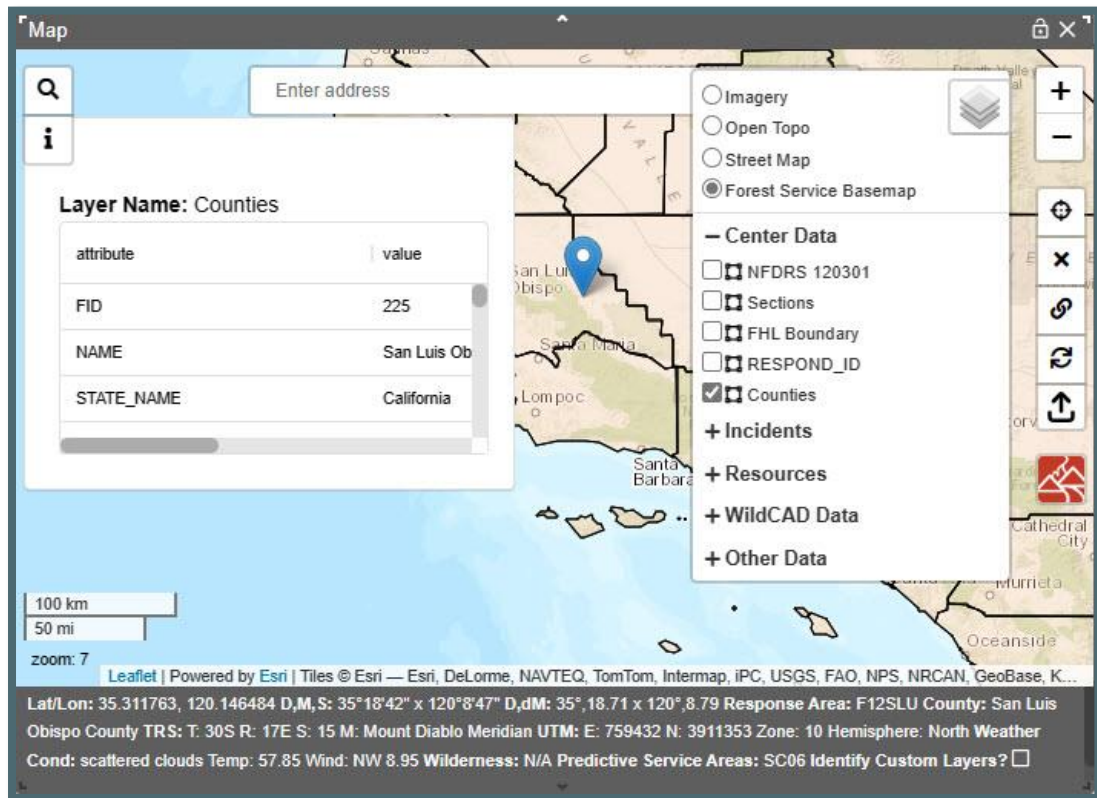 Map
Enter address
Imagery
Open Topo
Street Map
Forest Service Basemap
Center Data
NFDRS 120301
Sections
FHL Boundary
RESPOND_ID
Counties
Incidents
Resources
WildCAD Data
Other Data
Layer Name: Counties
attribute value
FID 225
NAME San Luis Ob
STATE_NAME California
San Lui
Obispo
Santa Maria
Lompoc
Santa
Barbara
Cathedral
City
Murrieta
Oceanside
100 km
50 mi
zoom: 7
Leaflet | Powered by Esri | Tiles © Esri — Esri, DeLorme, NAVTEQ, TomTom, Intermap, iPC, USGS, FAO, NPS, NRCAN, GeoBase, K...
Lat/Lon: 35.311763, 120.146484 D,M,S: 35°18'42" x 120°8'47" D,dM: 35°,18.71 x 120°,8.79 Response Area: F12SLU County: San Luis
Obispo County TRS: T: 30S R: 17E S: 15 M: Mount Diablo Meridian UTM: E: 759432 N: 3911353 Zone: 10 Hemisphere: North Weather
Cond: scattered clouds Temp: 57.85 Wind: NW 8.95 Wilderness: N/A Predictive Service Areas: SC06 Identify Custom Layers?